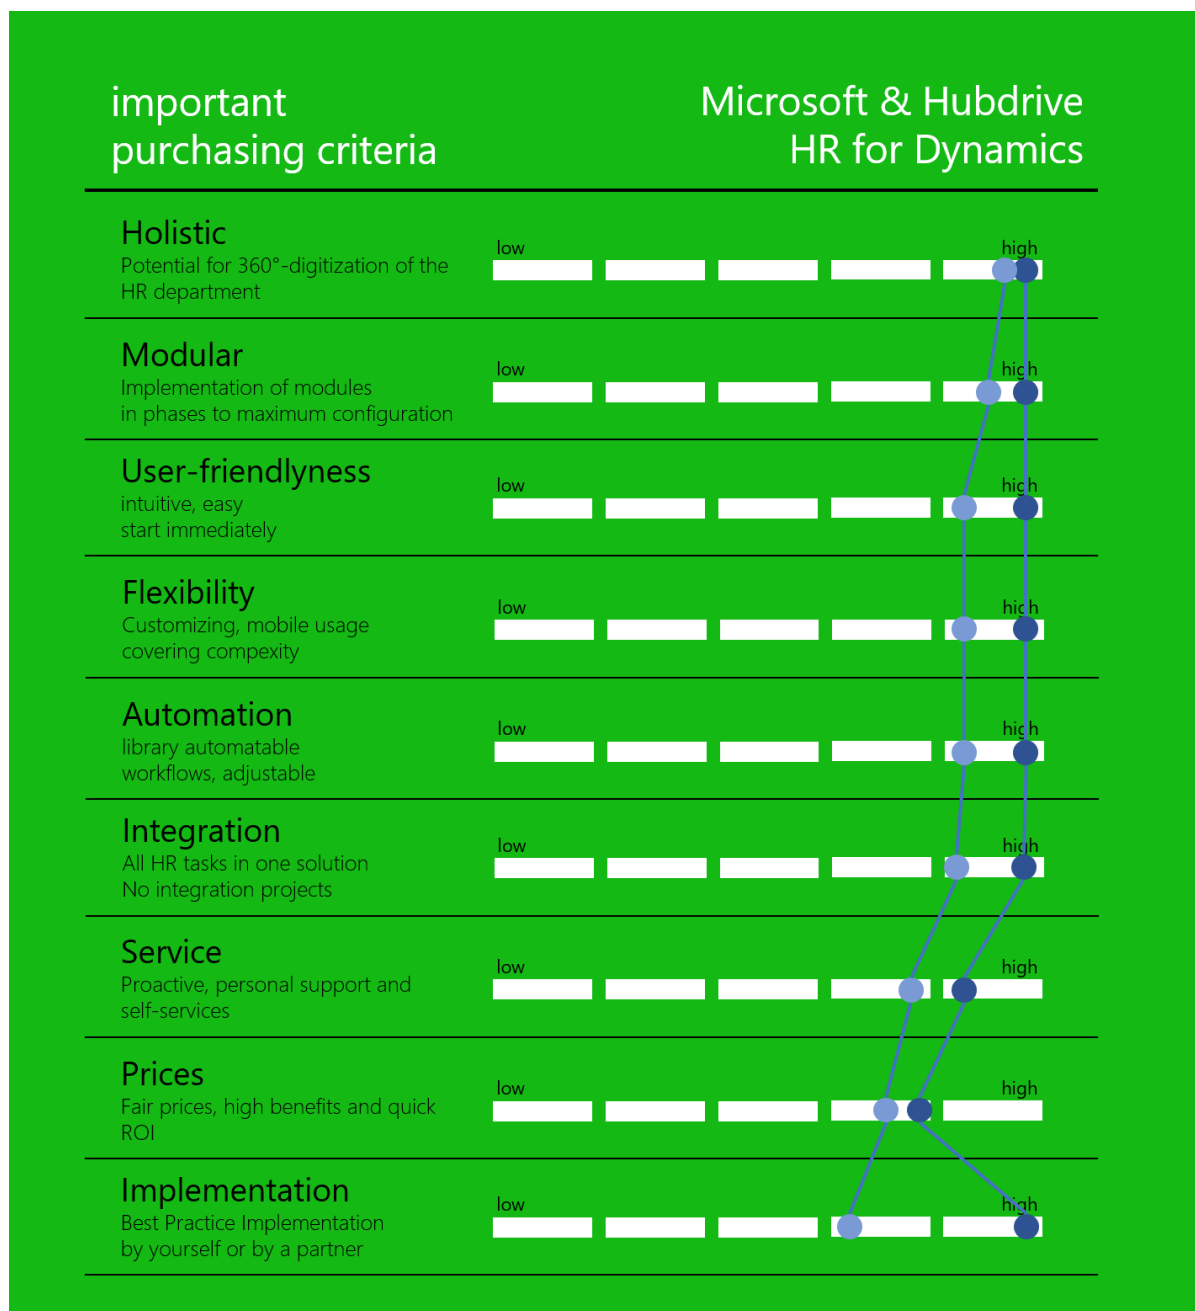 important
purchasing criteria
Microsoft & Hubdrive
HR for Dynamics
Holistic
Potential for 360°-digitization of the
HR department
low
high
Modular
Implementation of modules
in phases to maximum configuration
low
high
User-friendlyness
intuitive, easy
start immediately
low
high
Flexibility
Customizing, mobile usage
covering compexity
low
high
Automation
library automatable
workflows, adjustable
low
high
Integration
All HR tasks in one solution
No integration projects
low
high
Service
Proactive, personal support and
self-services
low
high
Prices
Fair prices, high benefits and quick
ROI
low
high
Implementation
Best Practice Implementation
by yourself or by a partner
low
high